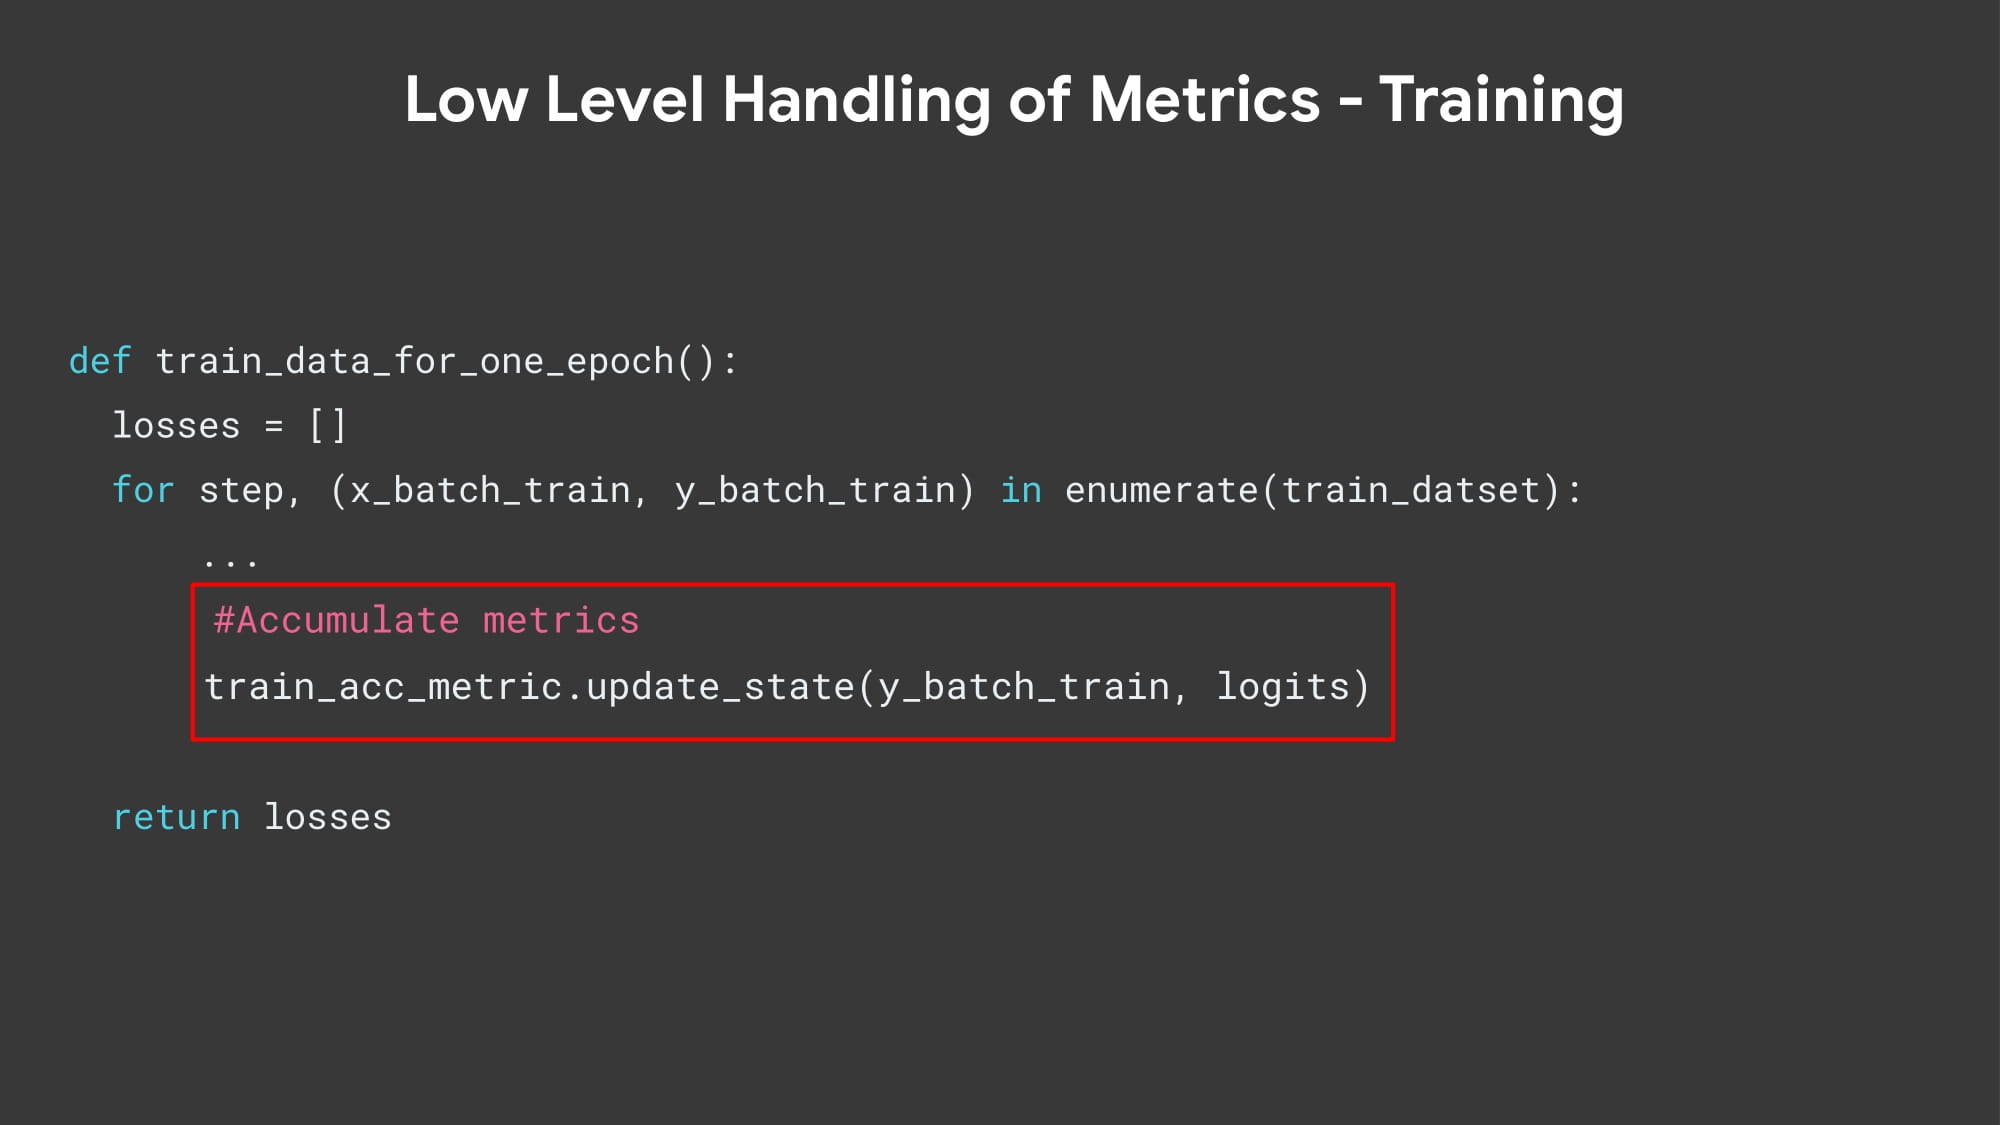 Low Level Handling of Metrics - Training
def train_data_for_one_epoch():
losses = []
for step, (x_batch_train, y_batch_train) in enumerate(train_datset):
...
#Accumulate metrics
train_acc_metric.update_state(y_batch_train, logits)
return losses